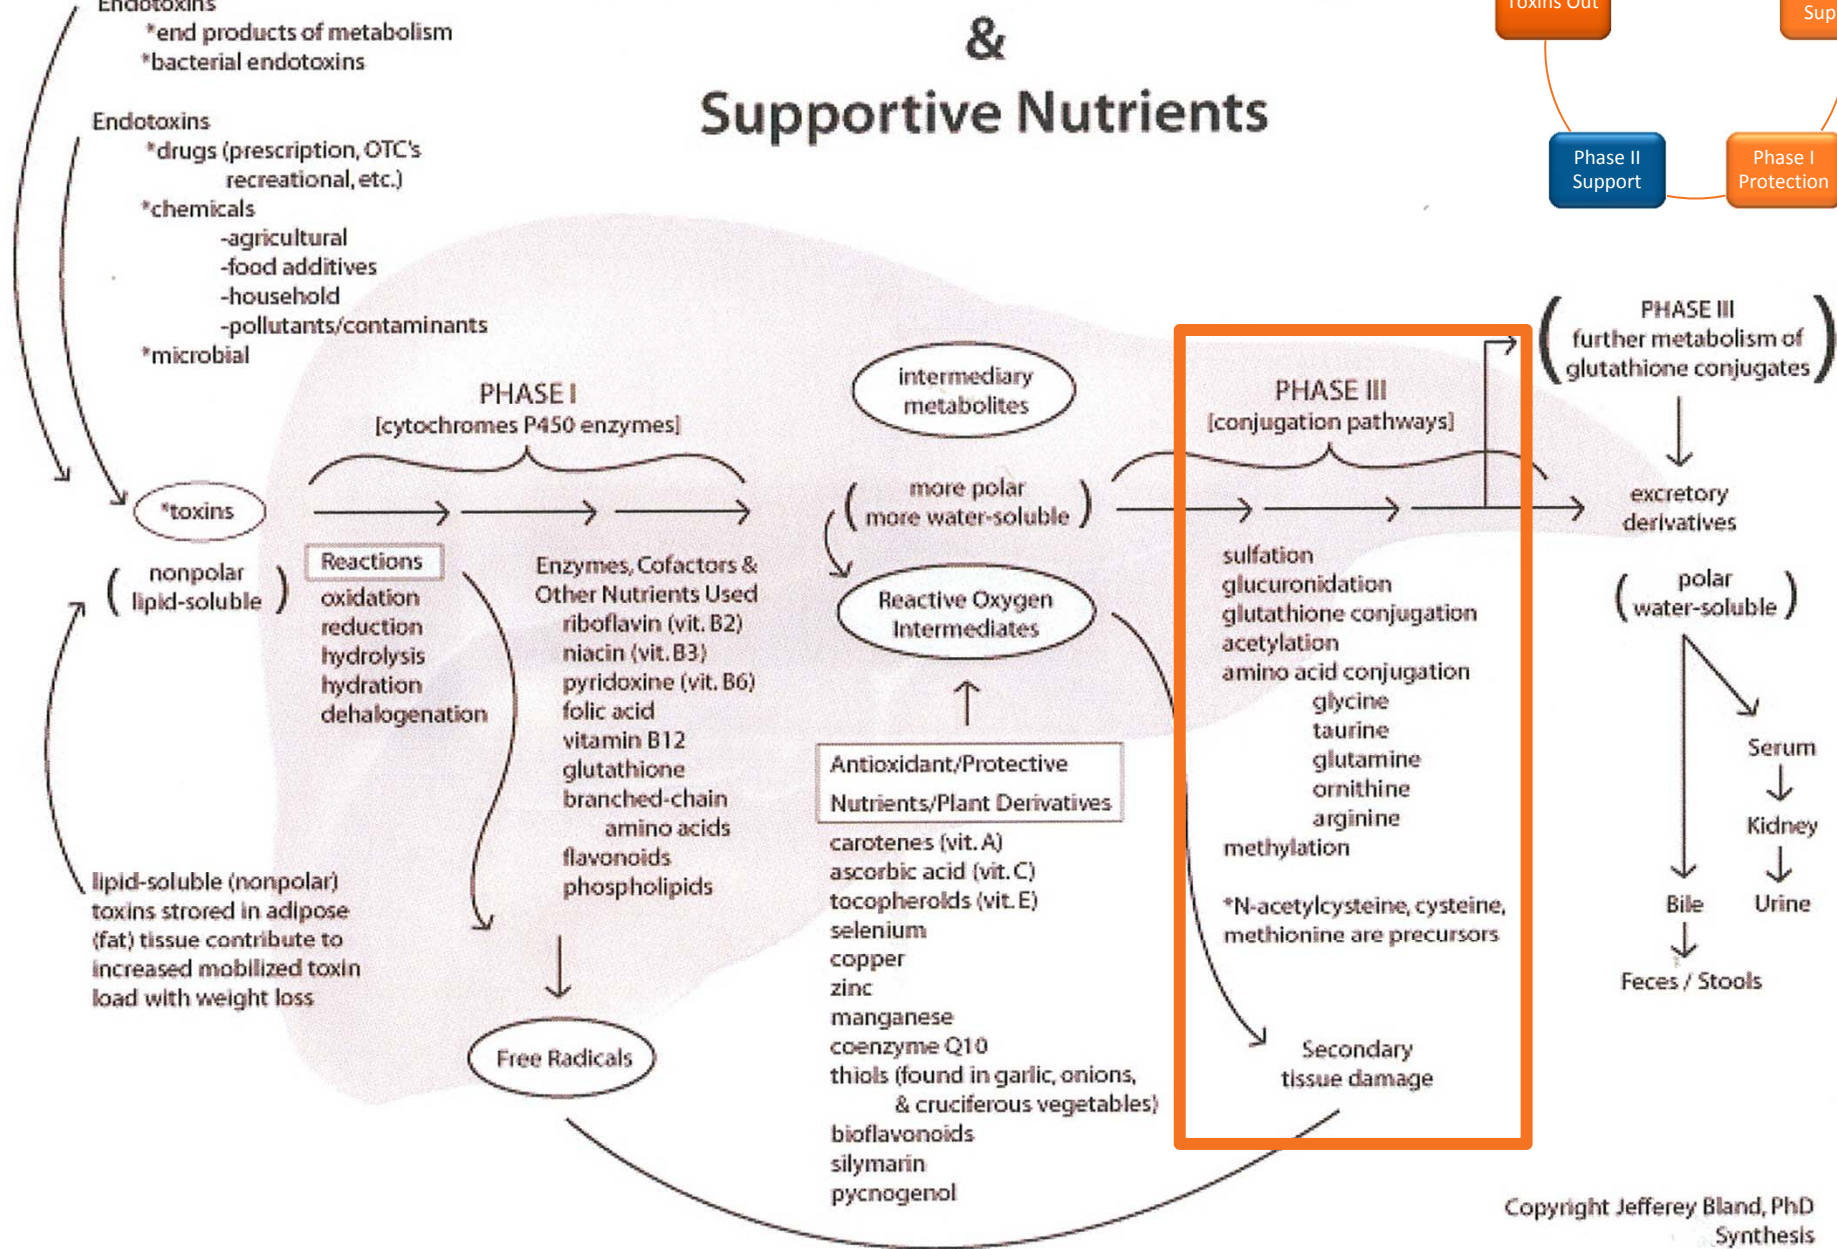 Endotoxins
*end products of metabolism
*bacterial endotoxins
Endotoxins
*drugs (prescription, OTC's
recreational, etc.)
*chemicals
-agricultural
-food additives
-household
-pollutants/contaminants
*microbial
&
Supportive Nutrients
Toxins Out
Phase II
Support
Phase I
Protection
*toxins
( nonpolar
lipid-soluble )
lipid-soluble (nonpolar)
toxins strored in adipose
(fat) tissue contribute to
increased mobilized toxin
load with weight loss
PHASE I
[cytochromes P450 enzymes]
Reactions
oxidation
reduction
hydrolysis
hydration
dehalogenation
Enzymes, Cofactors &
Other Nutrients Used
riboflavin (vit. B2)
niacin (vit. B3)
pyridoxine (vit. B6)
folic acid
vitamin B12
glutathione
branched-chain
amino acids
flavonoids
phospholipids
Free Radicals
intermediary
metabolites
( more polar
more water-soluble )
Reactive Oxygen
Intermediates
Antioxidant/Protective
Nutrients/Plant Derivatives
carotenes (vit. A)
ascorbic acid (vit. C)
tocopherolds (vit. E)
selenium
copper
zinc
manganese
coenzyme Q10
thiols (found in garlic, onions,
& cruciferous vegetables)
bioflavonoids
silymarin
pycnogenol
PHASE III
[conjugation pathways]
sulfation
glucuronidation
glutathione conjugation
acetylation
amino acid conjugation
glycine
taurine
glutamine
ornithine
arginine
methylation
*N-acetylcysteine, cysteine,
methionine are precursors
Secondary
tissue damage
( PHASE III
further metabolism of
glutathione conjugates )
excretory
derivatives
( polar
water-soluble )
Serum
Kidney
Urine
Bile
Feces / Stools
Copyright Jefferey Bland, PhD
Synthesis